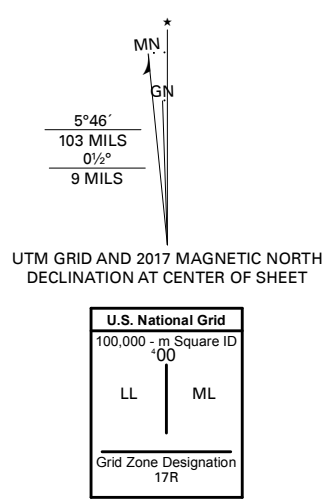 MN
GN
5°46´
103 MILS
0½°
9 MILS
UTM GRID AND 2017 MAGNETIC NORTH
DECLINATION AT CENTER OF SHEET
U.S. National Grid
100,000 - m Square ID
⁴00
LL ML
Grid Zone Designation
17R